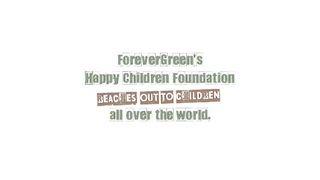 ForeverGreen's
Happy Children Foundation
REACHES OUT TO CHILDREN
all over the world.